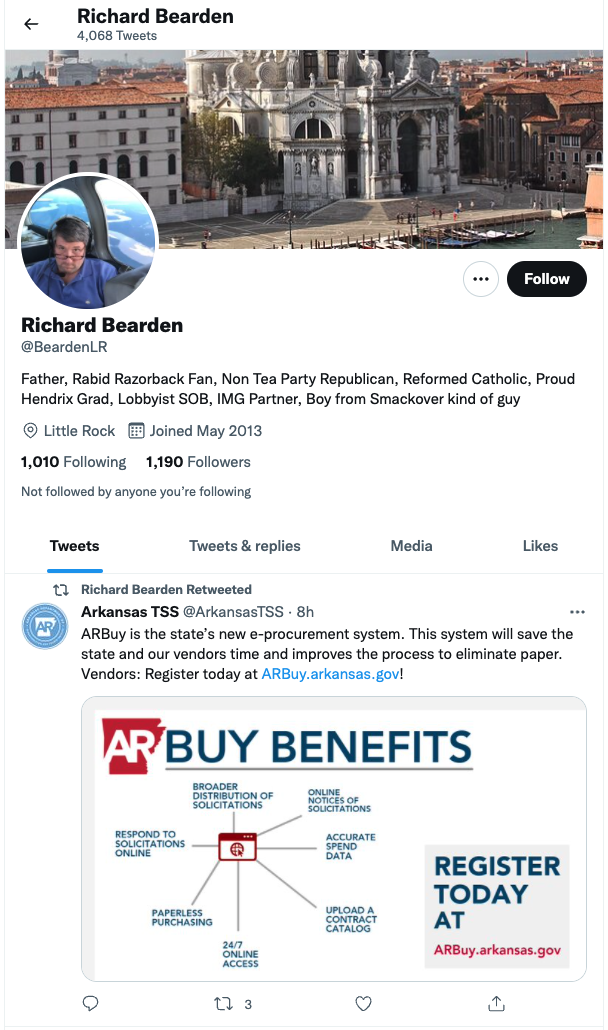 Richard Bearden
4,068 Tweets
Follow
Richard Bearden
@BeardenLR
Father, Rabid Razorback Fan, Non Tea Party Republican, Reformed Catholic, Proud
Hendrix Grad, Lobbyist SOB, IMG Partner, Boy from Smackover kind of guy
Little Rock Joined May 2013
1,010 Following 1,190 Followers
Not followed by anyone you're following
Tweets Tweets & replies Media Likes
Richard Bearden Retweeted
Arkansas TSS @ArkansasTSS · 8h
AR
ARBuy is the state's new e-procurement system. This system will save the
state and our vendors time and improves the process to eliminate paper.
Vendors: Register today at ARBuy.arkansas.gov!
ARBUY BENEFITS
BROADER
DISTRIBUTION OF
SOLICITATIONS
ONLINE
NOTICES OF
SOLICITATIONS
RESPOND TO
SOLICITATIONS
ONLINE
ACCURATE
SPEND
DATA
PAPERLESS
PURCHASING
UPLOAD A
CONTRACT
CATALOG
24/7
ONLINE
ACCESS
REGISTER
TODAY
AT
ARBuy.arkansas.gov
3